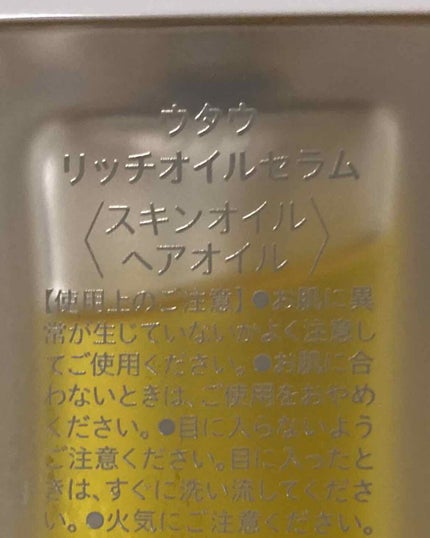 ウタウ
リッチオイルセラム
〈スキンオイル
ヘアオイル〉
【使用上のご注意】●お肌に異
常が生じていないかよく注意し
てご使用ください。●お肌に合
わないときは、ご使用をおやめ
ください。●目に入らないよう
ご注意ください。目に入ったと
きは、すぐに洗い流してくださ
い。●火気にご注意ください。